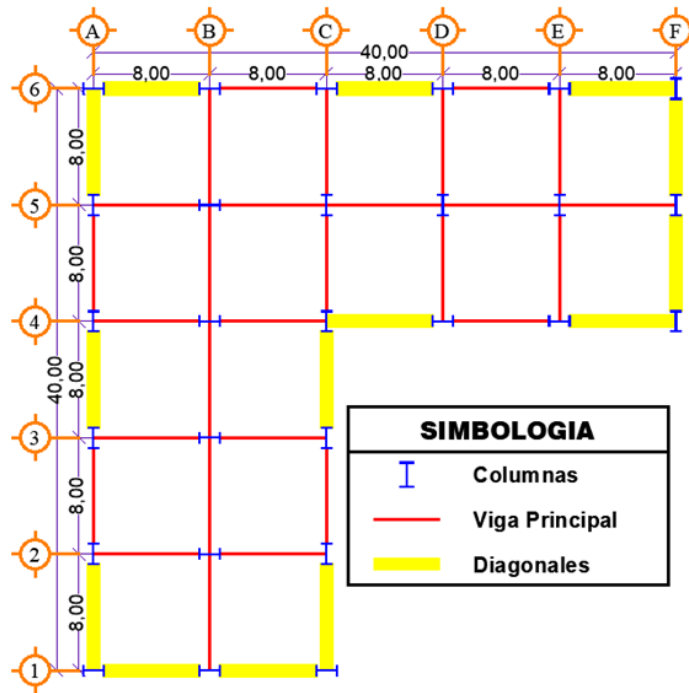 A B C D E F
40,00
8,00 8,00 8,00 8,00 8,00
6
8,00
5
8,00
4
40,00
8,00
3
8,00
2
8,00
1
SIMBOLOGIA
Columnas
Viga Principal
Diagonales